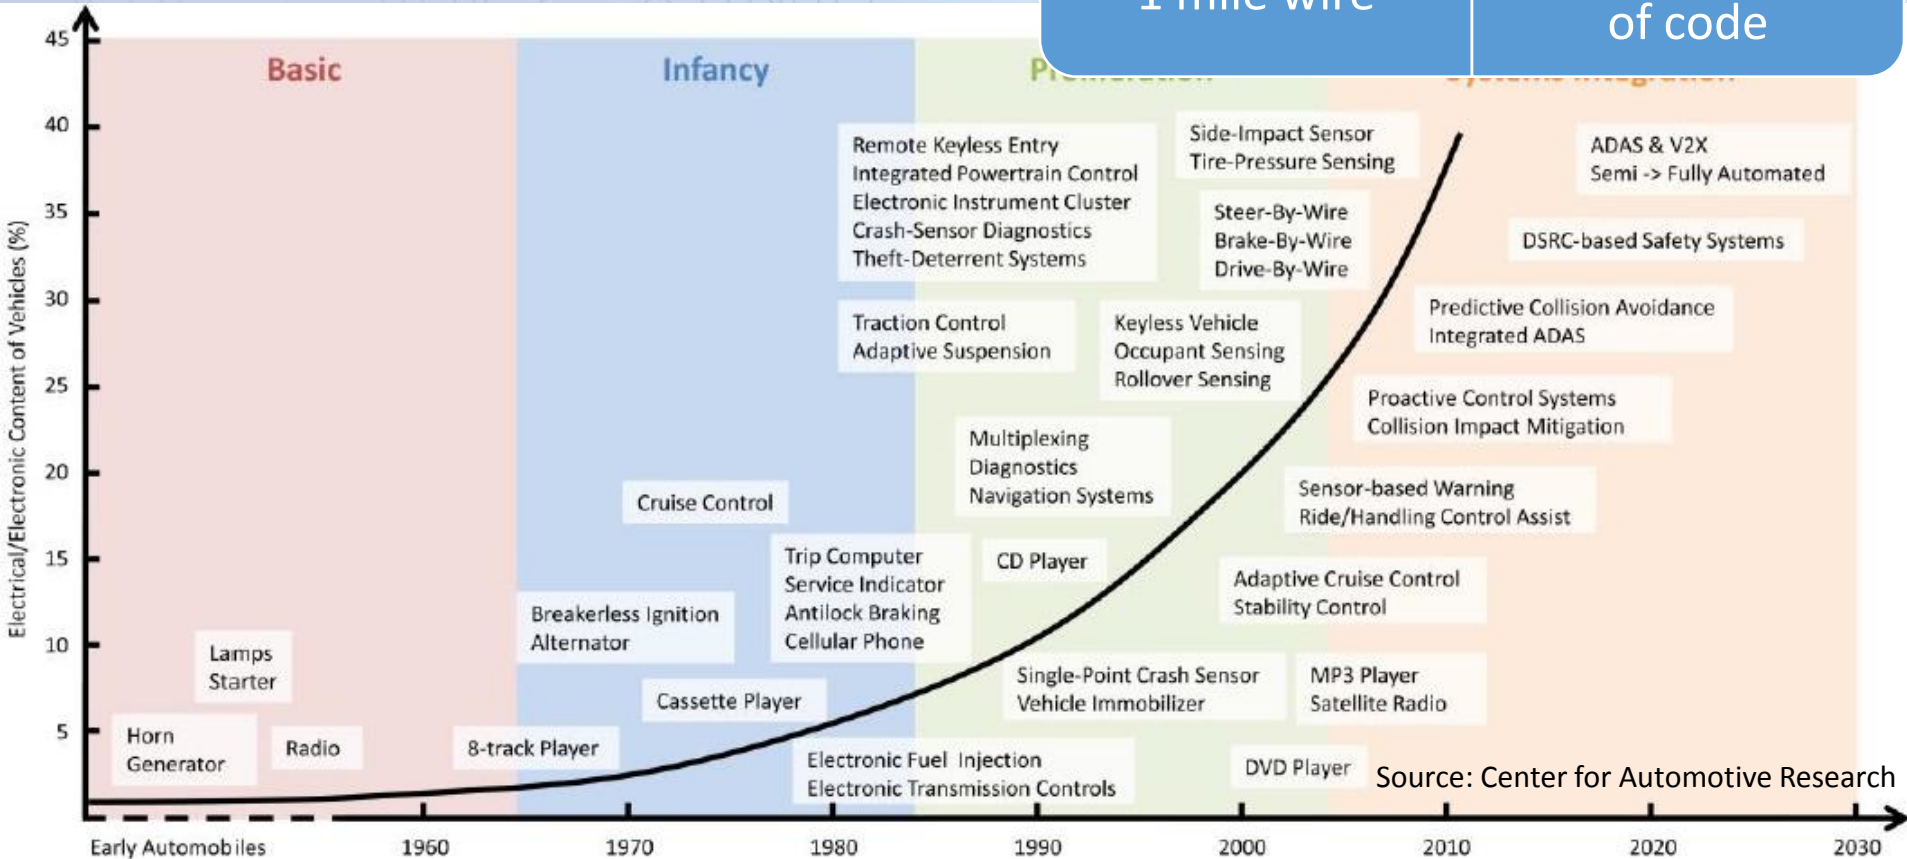 1 mile wire
of code
45
Basic
Infancy
Proliferation
Systems Integration
40
35
30
25
20
15
10
5
Electrical/Electronic Content of Vehicles (%)
Remote Keyless Entry
Integrated Powertrain Control
Electronic Instrument Cluster
Crash-Sensor Diagnostics
Theft-Deterrent Systems
Side-Impact Sensor
Tire-Pressure Sensing
ADAS & V2X
Semi -> Fully Automated
Steer-By-Wire
Brake-By-Wire
Drive-By-Wire
DSRC-based Safety Systems
Traction Control
Adaptive Suspension
Keyless Vehicle
Occupant Sensing
Rollover Sensing
Predictive Collision Avoidance
Integrated ADAS
Proactive Control Systems
Collision Impact Mitigation
Multiplexing
Diagnostics
Navigation Systems
Cruise Control
Sensor-based Warning
Ride/Handling Control Assist
Trip Computer
Service Indicator
Antilock Braking
Cellular Phone
CD Player
Adaptive Cruise Control
Stability Control
Breakerless Ignition
Alternator
Lamps
Starter
Cassette Player
Single-Point Crash Sensor
Vehicle Immobilizer
MP3 Player
Satellite Radio
Horn
Generator
Radio
8-track Player
Electronic Fuel Injection
Electronic Transmission Controls
DVD Player
Source: Center for Automotive Research
Early Automobiles
1960
1970
1980
1990
2000
2010
2020
2030